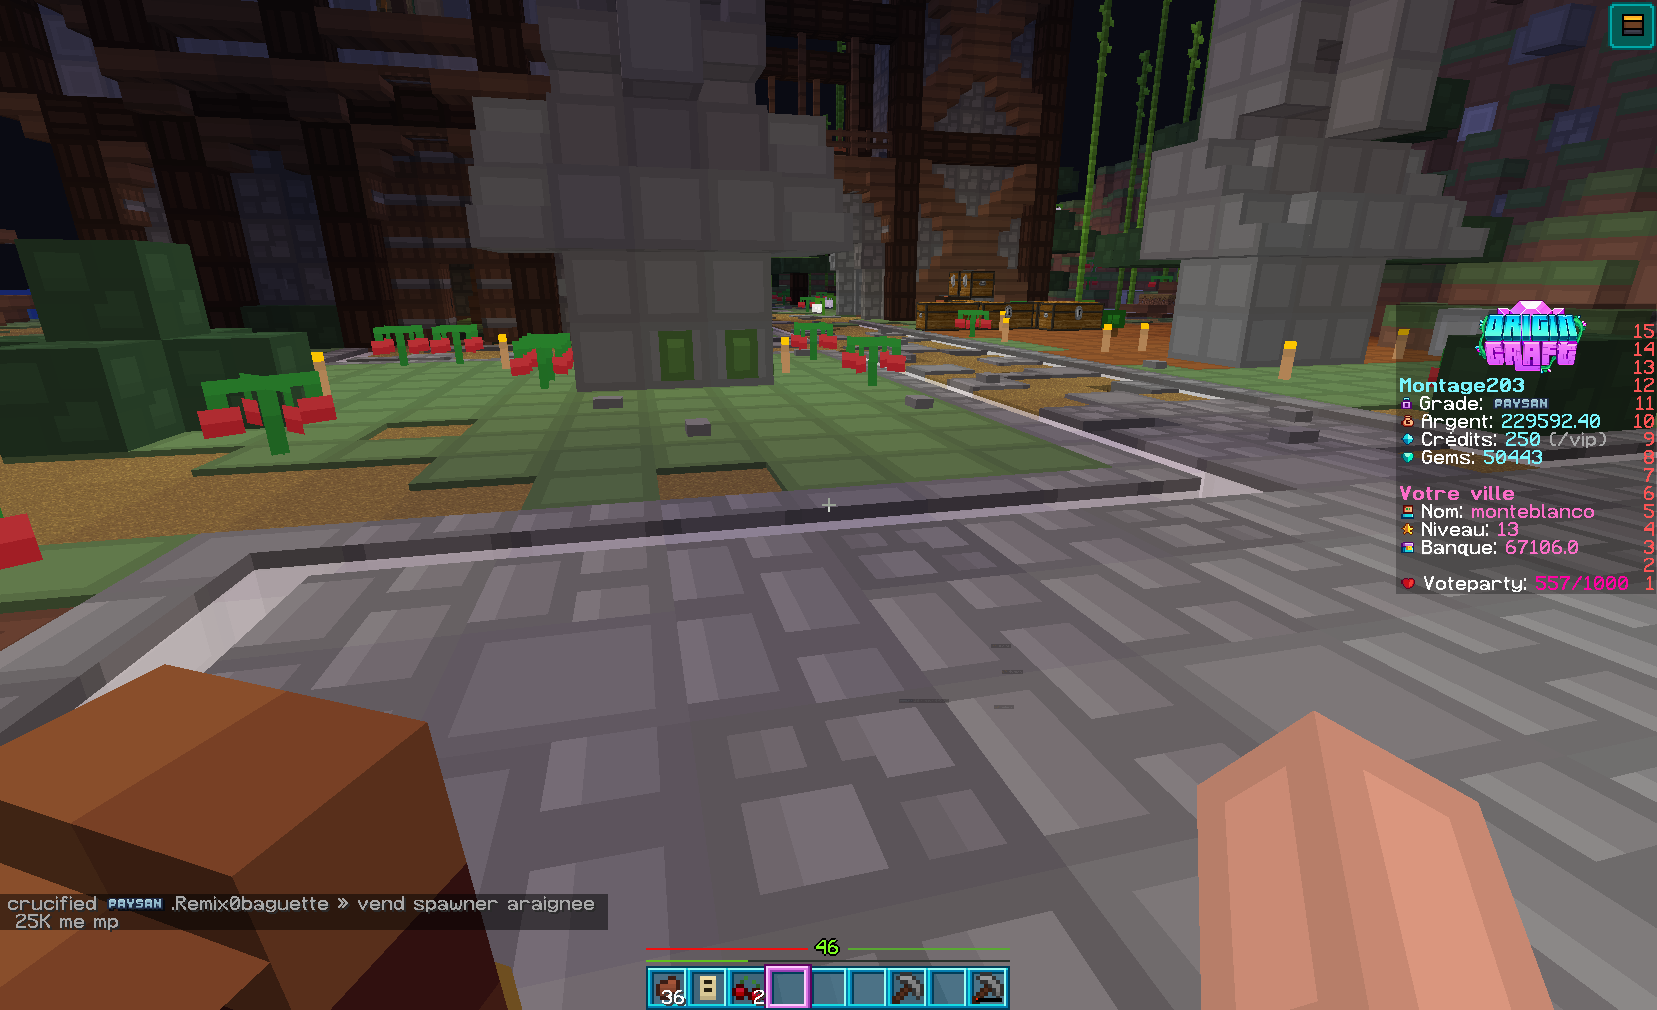 ORIGIN
CRAFT
15
14
13
Montage203 12
Grade: PAYSAN 11
Argent: 229592.40 10
Crédits: 250 (/vip) 9
Gems: 50443 8
7
Votre ville 6
Nom: monteblanco 5
Niveau: 13 4
Banque: 67106.0 3
2
Voteparty: 557/1000 1
crucified PAYSAN .Remix0baguette » vend spawner araignee
25K me mp
46
36 2